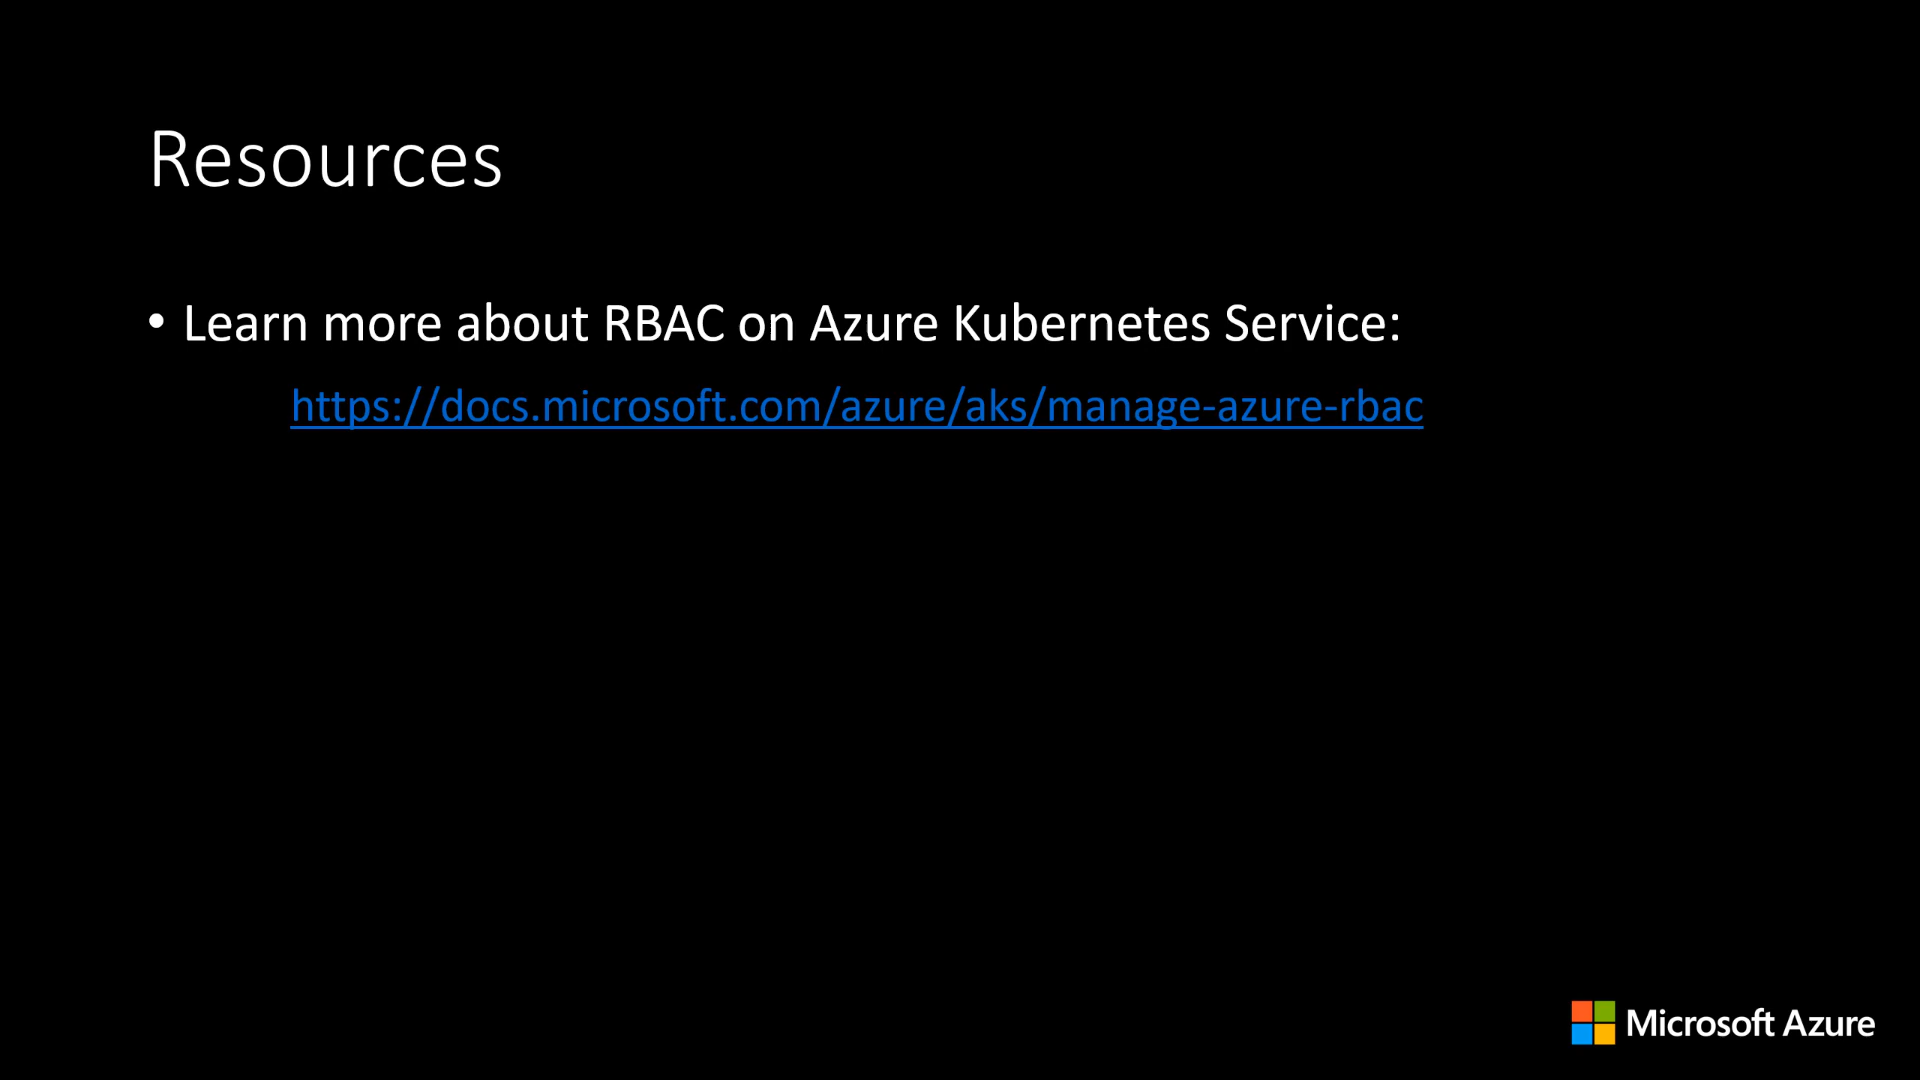 Resources
• Learn more about RBAC on Azure Kubernetes Service:
https://docs.microsoft.com/azure/aks/manage-azure-rbac
Microsoft Azure